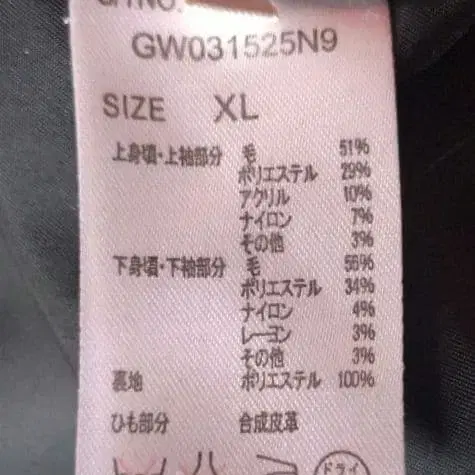 GW031525N9
SIZE XL
上身頃・上袖部分 毛 51%
ポリエステル 29%
アクリル 10%
ナイロン 7%
その他 3%
下身頃・下袖部分 毛 56%
ポリエステル 34%
ナイロン 4%
レーヨン 3%
その他 3%
裏地 ポリエステル 100%
ひも部分 合成皮革
ドライ